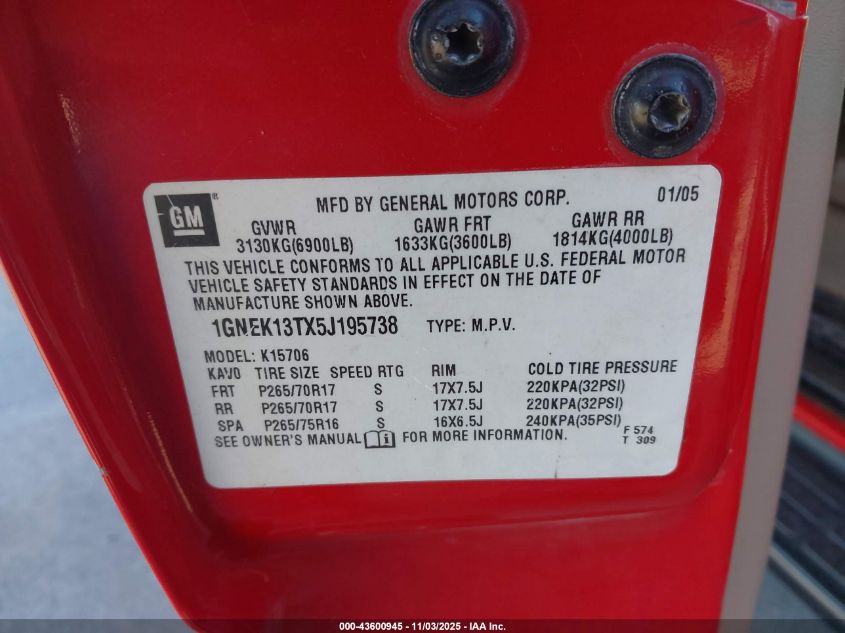 GM
®
MFD BY GENERAL MOTORS CORP. 01/05
GVWR GAWR FRT GAWR RR
3130KG(6900LB) 1633KG(3600LB) 1814KG(4000LB)
THIS VEHICLE CONFORMS TO ALL APPLICABLE U.S. FEDERAL MOTOR
VEHICLE SAFETY STANDARDS IN EFFECT ON THE DATE OF
MANUFACTURE SHOWN ABOVE.
1GNEK13TX5J195738 TYPE: M.P.V.
MODEL: K15706
KAVO TIRE SIZE SPEED RTG RIM COLD TIRE PRESSURE
FRT P265/70R17 S 17X7.5J 220KPA(32PSI)
RR P265/70R17 S 17X7.5J 220KPA(32PSI)
SPA P265/75R16 S 16X6.5J 240KPA(35PSI)
SEE OWNER'S MANUAL FOR MORE INFORMATION.
F 574
T 309
000-43600945 - 11/03/2025 - IAA Inc.